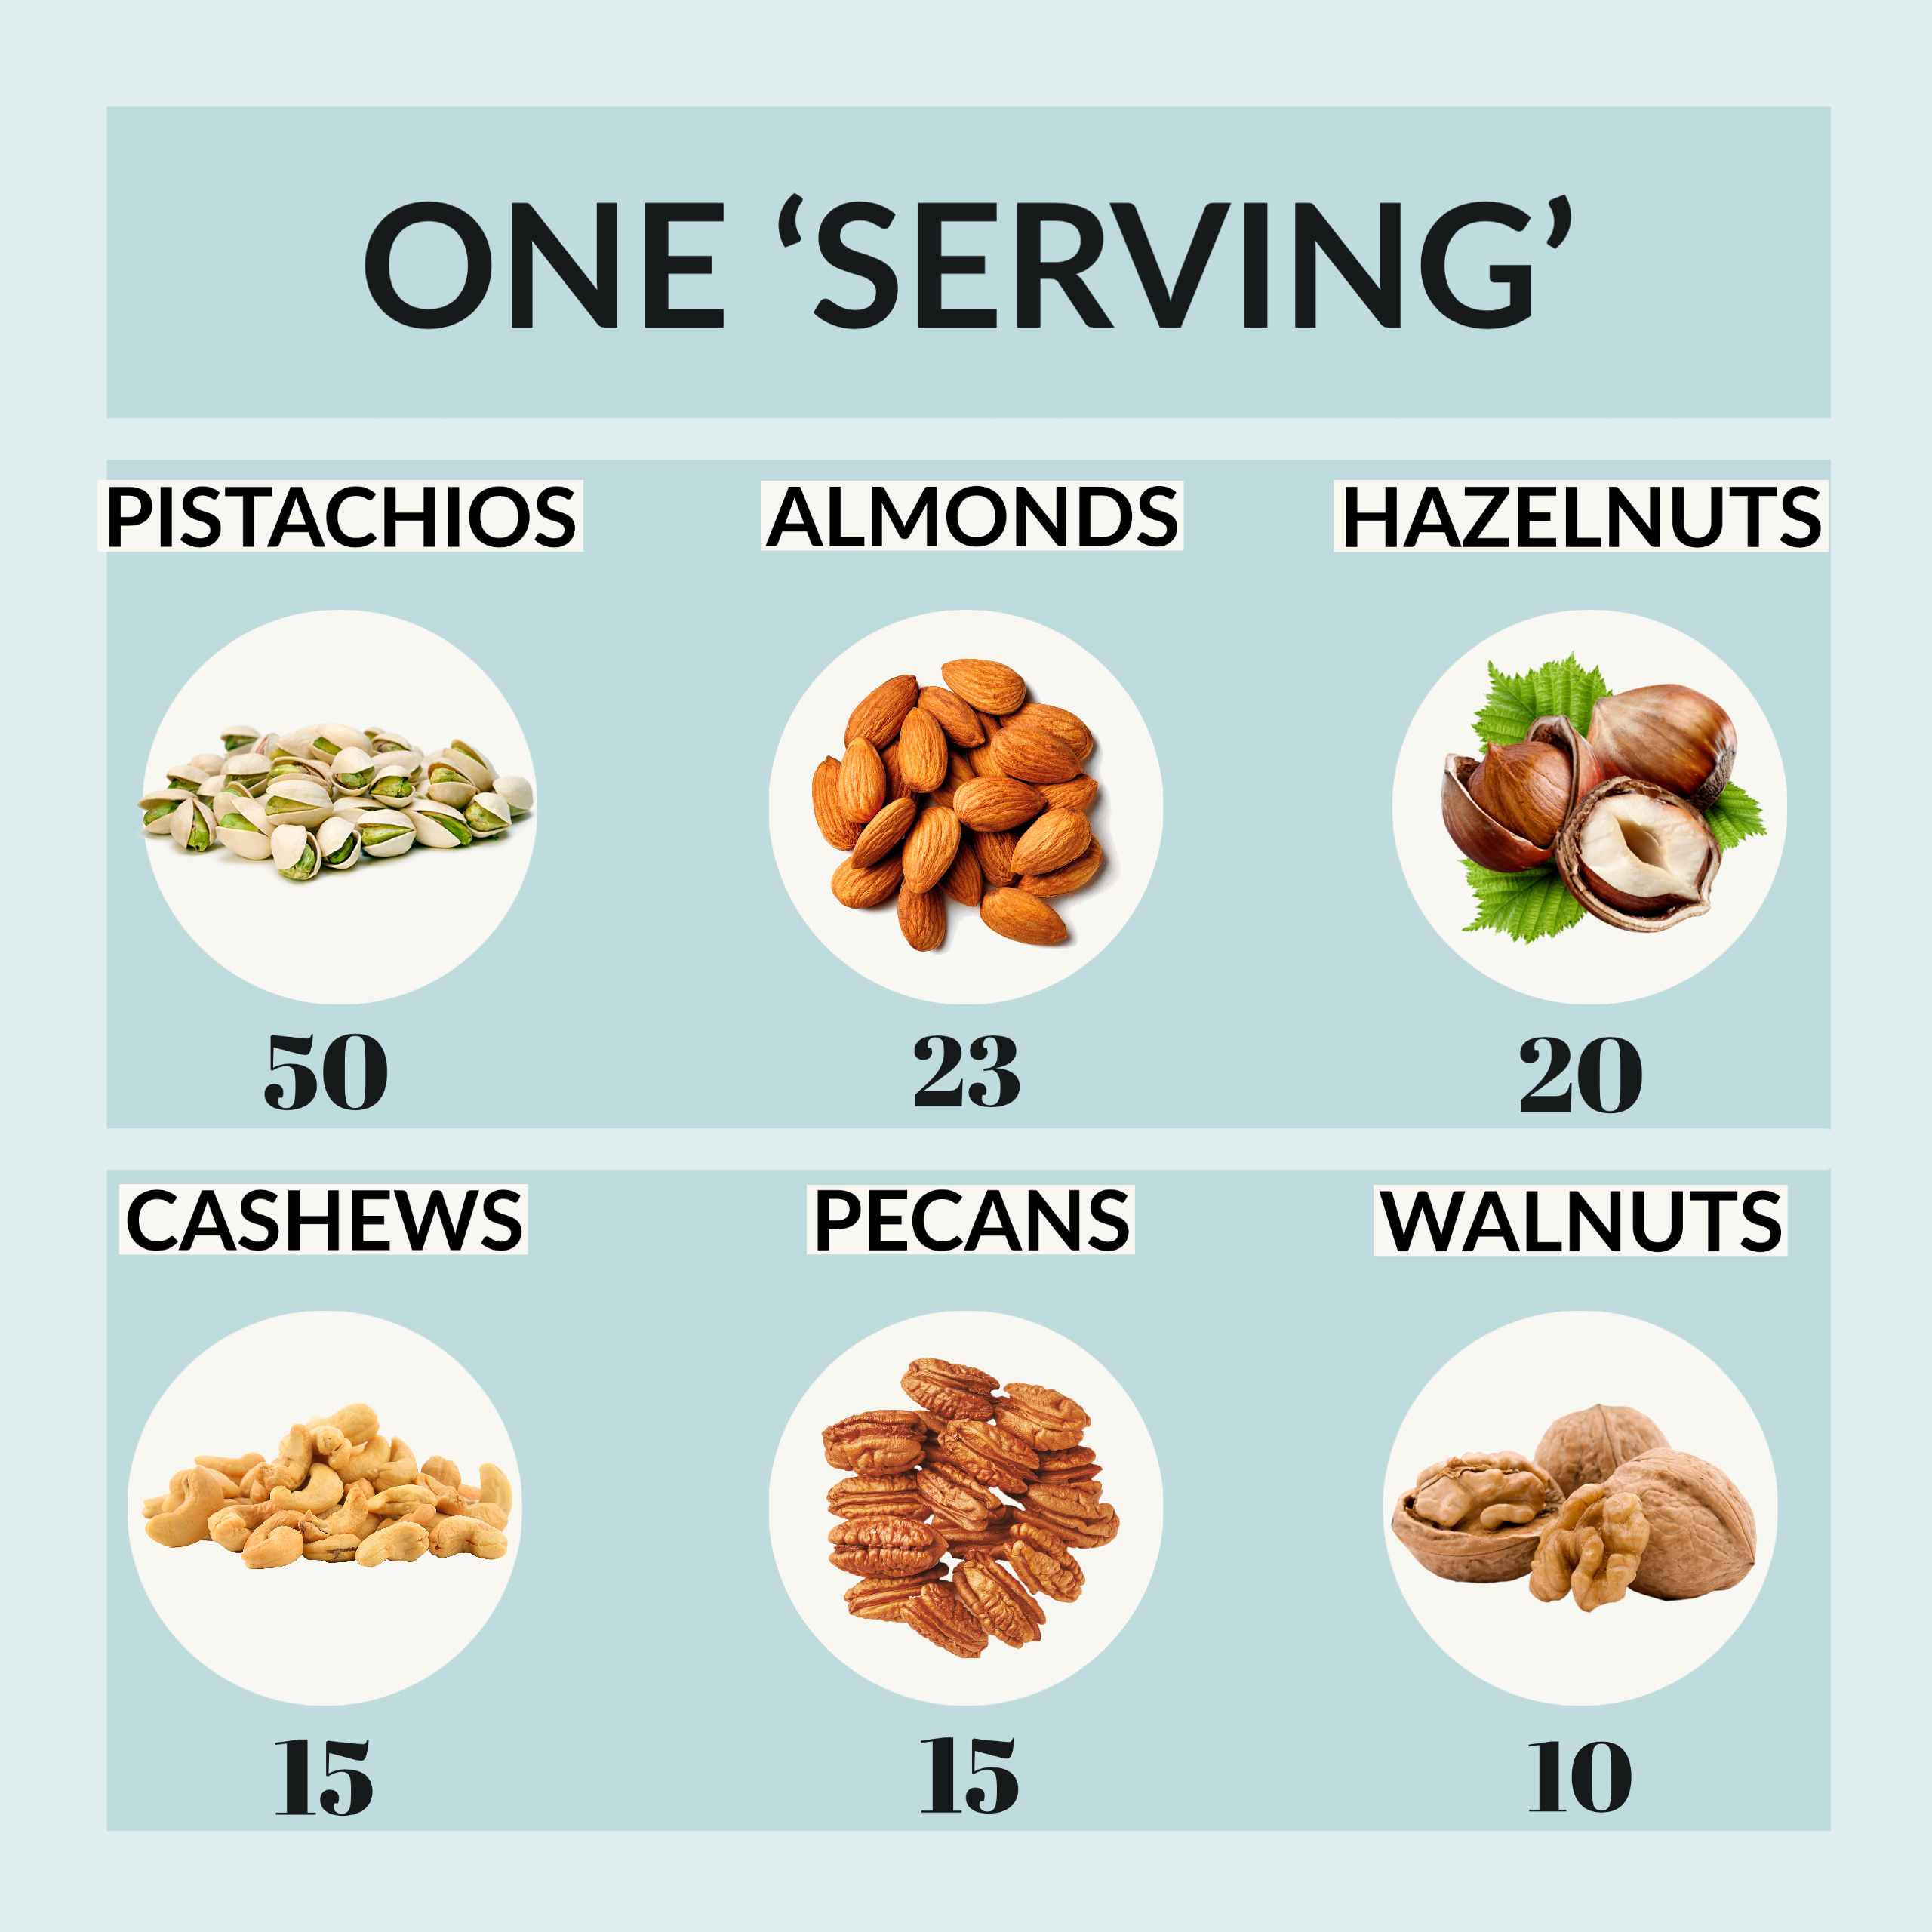 ONE ‘SERVING’
PISTACHIOS
ALMONDS
HAZELNUTS
50
23
20
CASHEWS
PECANS
WALNUTS
15
15
10